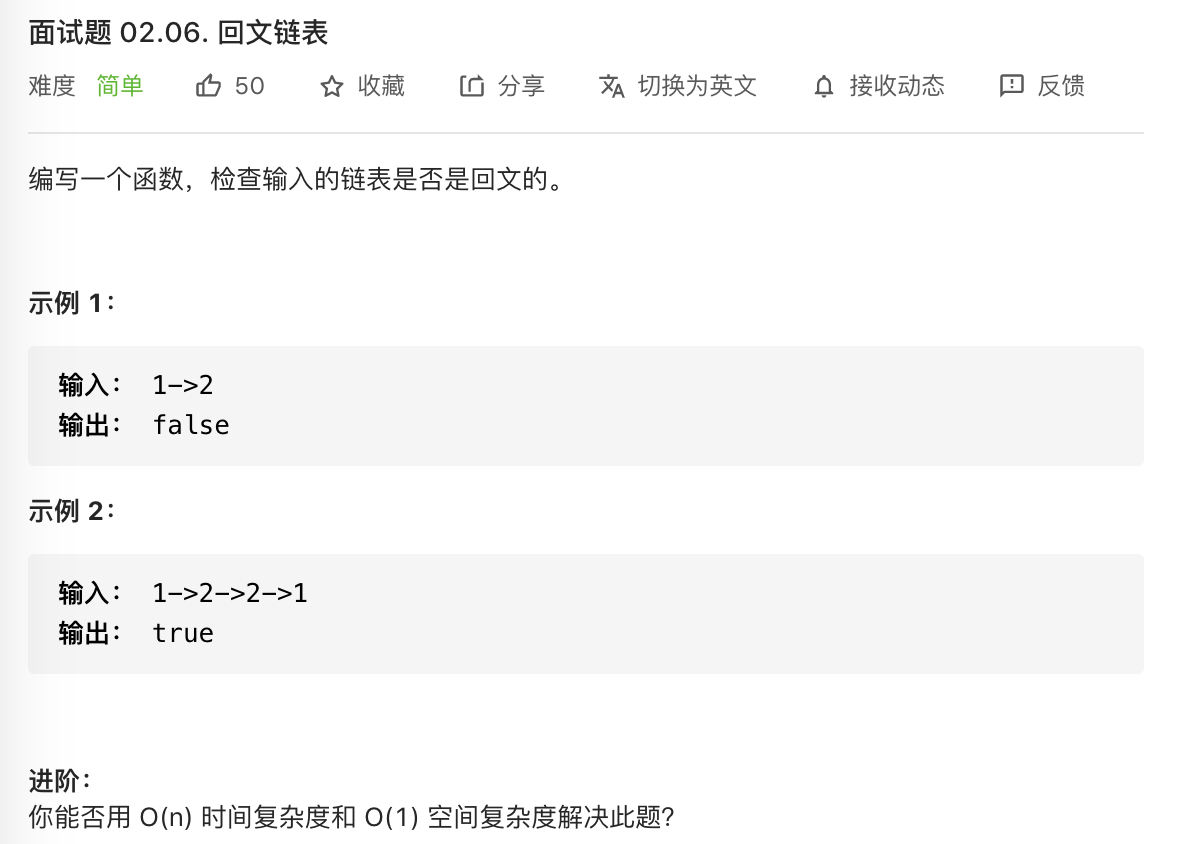 面试题 02.06. 回文链表
难度 简单 50 收藏 分享 切换为英文 接收动态 反馈
编写一个函数，检查输入的链表是否是回文的。
示例 1：
输入： 1->2
输出： false
示例 2：
输入： 1->2->2->1
输出： true
进阶：
你能否用 O(n) 时间复杂度和 O(1) 空间复杂度解决此题?